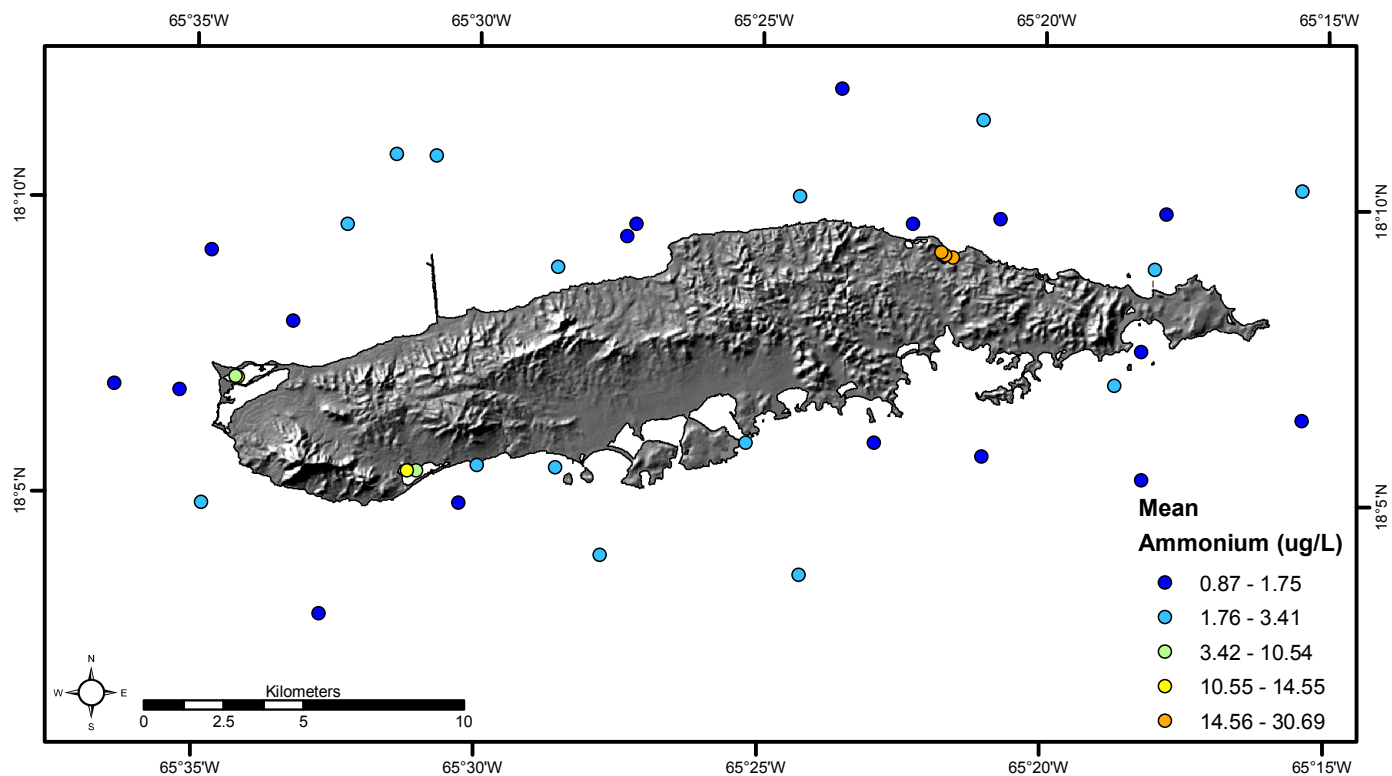 65°35'W 65°30'W 65°25'W 65°20'W 65°15'W
18°10'N
18°10'N
18°5'N
18°5'N
Mean
Ammonium (ug/L)
0.87 - 1.75
1.76 - 3.41
3.42 - 10.54
10.55 - 14.55
14.56 - 30.69
N
W E
S
Kilometers
0 2.5 5 10
65°35'W 65°30'W 65°25'W 65°20'W 65°15'W